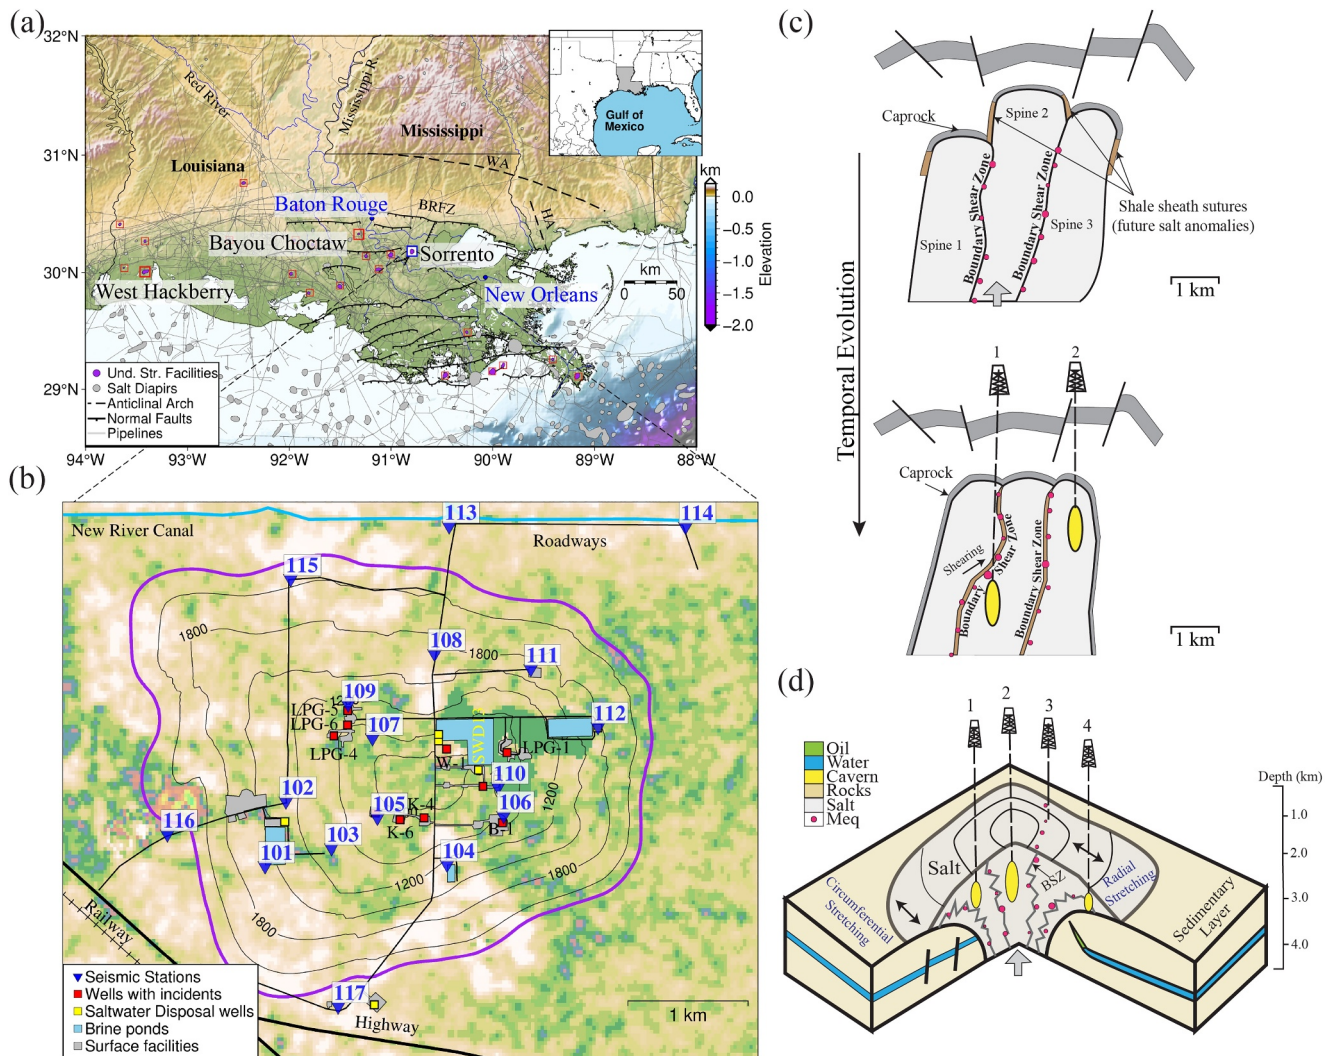 (a)
32°N
31°N
30°N
29°N
94°W
93°W
92°W
91°W
90°W
89°W
88°W
Red River
Mississippi R.
Mississippi
Louisiana
WA
HA
BRFZ
Baton Rouge
Bayou Choctaw
Sorrento
West Hackberry
New Orleans
Gulf of
Mexico
km
0
50
km
0.0
−0.5
−1.0
−1.5
−2.0
Elevation
Und. Str. Facilities
Salt Diapirs
Anticlinal Arch
Normal Faults
Pipelines
(b)
New River Canal
Roadways
113
114
115
1800
108
1800
111
109
LPG-5
LPG-6
LPG-4
107
112
SWDD
LPG-1
W-1
110
1200
102
105
K-4
K-6
106
B-1
116
103
101
104
1200
1800
1800
Railway
117
Highway
1 km
Seismic Stations
Wells with incidents
Saltwater Disposal wells
Brine ponds
Surface facilities
(c)
Caprock
Spine 2
Spine 1
Spine 3
Boundary Shear Zone
Boundary Shear Zone
Shale sheath sutures
(future salt anomalies)
1 km
Temporal Evolution
1
2
Caprock
Shearing
Boundary Shear Zone
Boundary Shear Zone
1 km
(d)
1
2
3
4
Oil
Water
Cavern
Rocks
Salt
Meq
Salt
BSZ
Circumferential
Stretching
Radial
Stretching
Sedimentary
Layer
Depth (km)
1.0
2.0
3.0
4.0